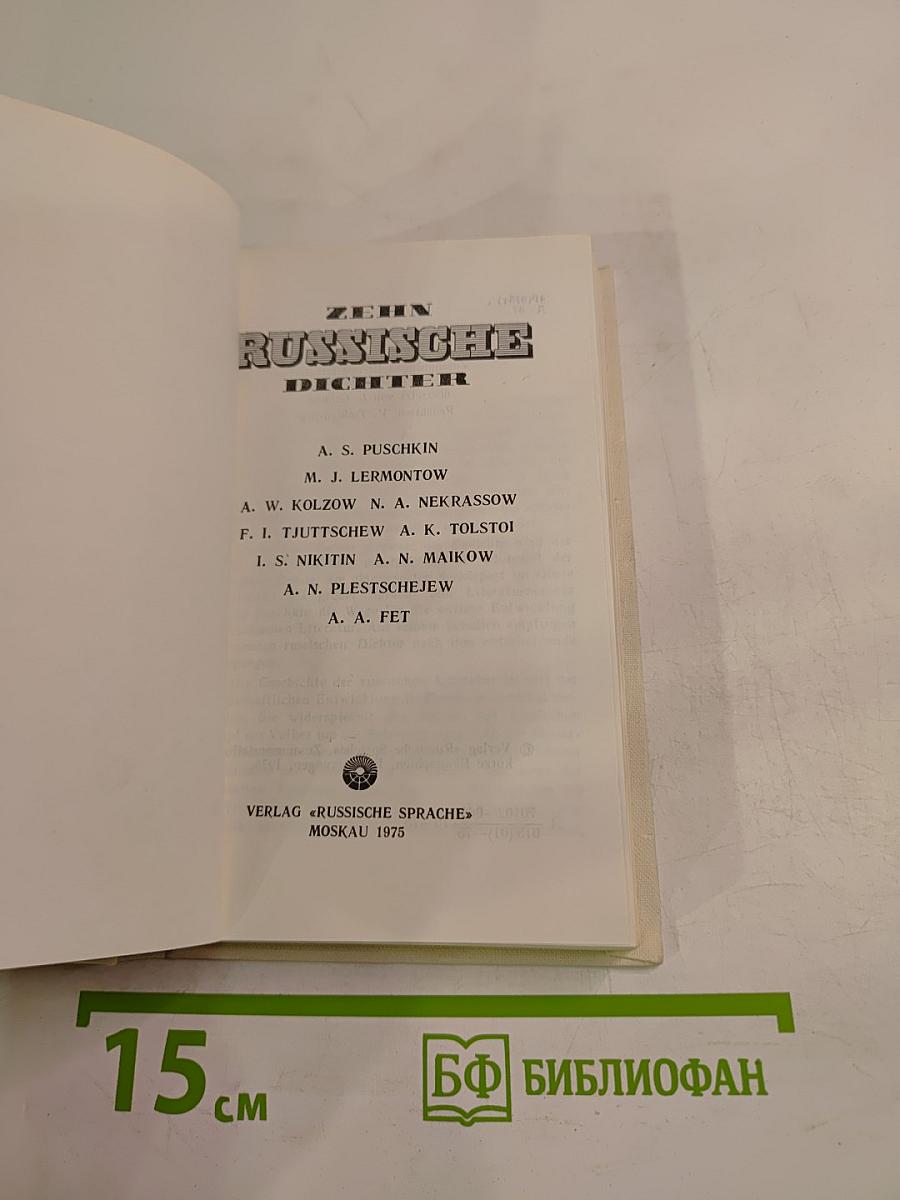 ZEHN
RUSSISCHE
DICHTER
A. S. PUSCHKIN
M. J. LERMONTOW
A. W. KOLZOW N. A. NEKRASSOW
F. I. TJUTTSCHEW A. K. TOLSTOI
I. S. NIKITIN A. N. MAIKOW
A. N. PLESTSCHEJEW
A. A. FET
VERLAG «RUSSISCHE SPRACHE»
MOSKAU 1975
15 см
БФ БИБЛИОФАН